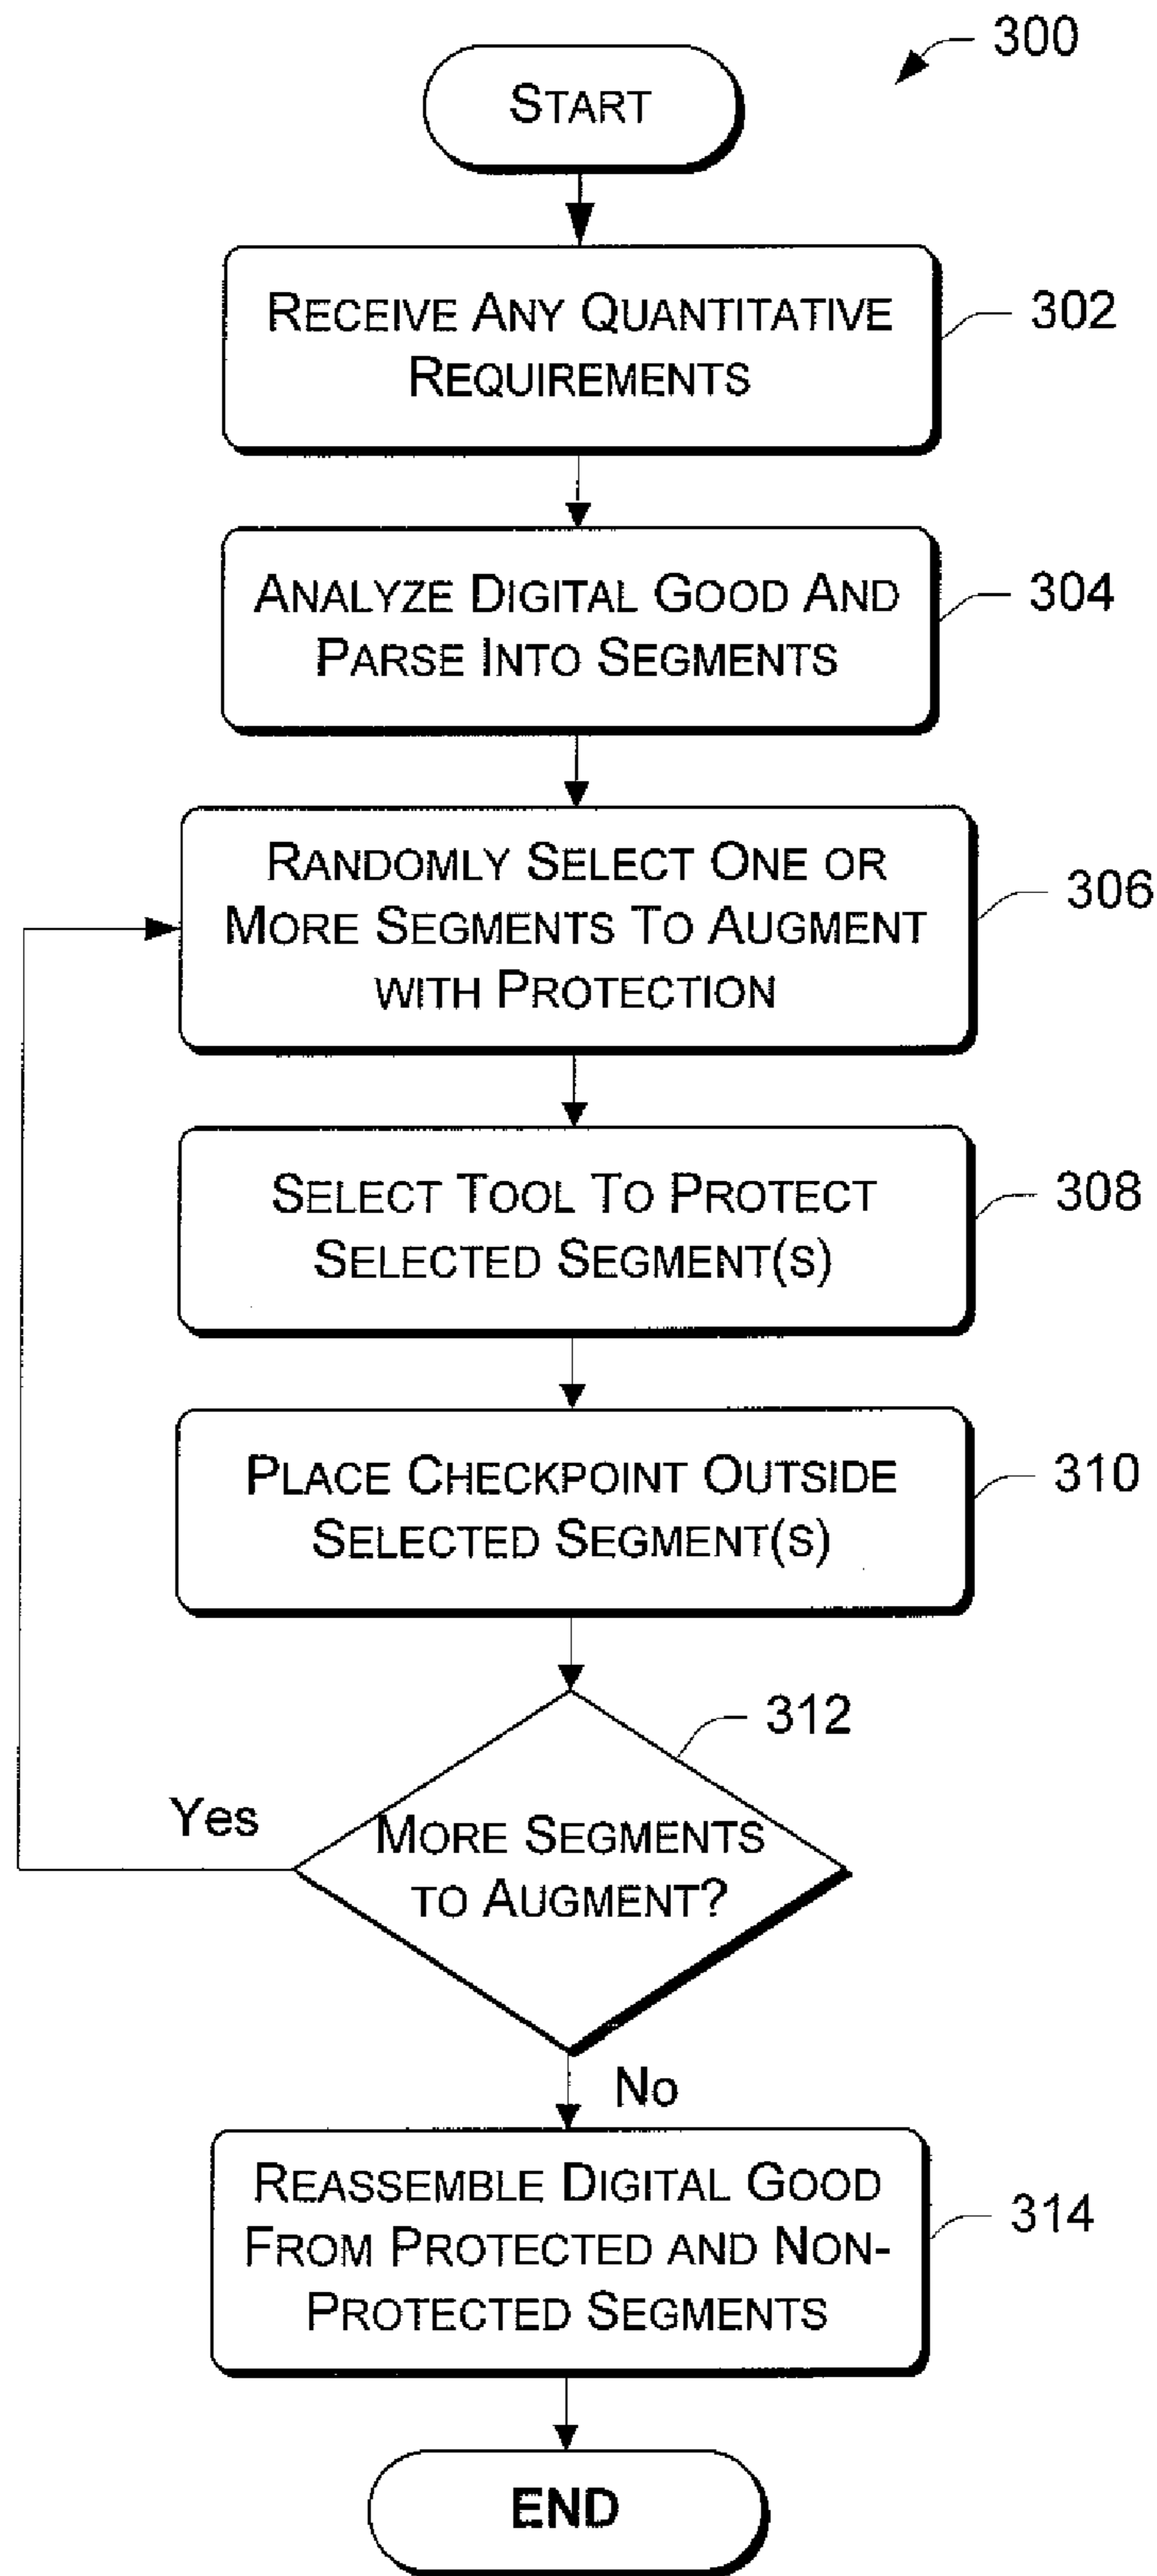 300
START
RECEIVE ANY QUANTITATIVE
REQUIREMENTS
302
ANALYZE DIGITAL GOOD AND
PARSE INTO SEGMENTS
304
RANDOMLY SELECT ONE OR
MORE SEGMENTS TO AUGMENT
WITH PROTECTION
306
SELECT TOOL TO PROTECT
SELECTED SEGMENT(S)
308
PLACE CHECKPOINT OUTSIDE
SELECTED SEGMENT(S)
310
312
Yes
MORE SEGMENTS
TO AUGMENT?
No
REASSEMBLE DIGITAL GOOD
FROM PROTECTED AND NON-
PROTECTED SEGMENTS
314
END